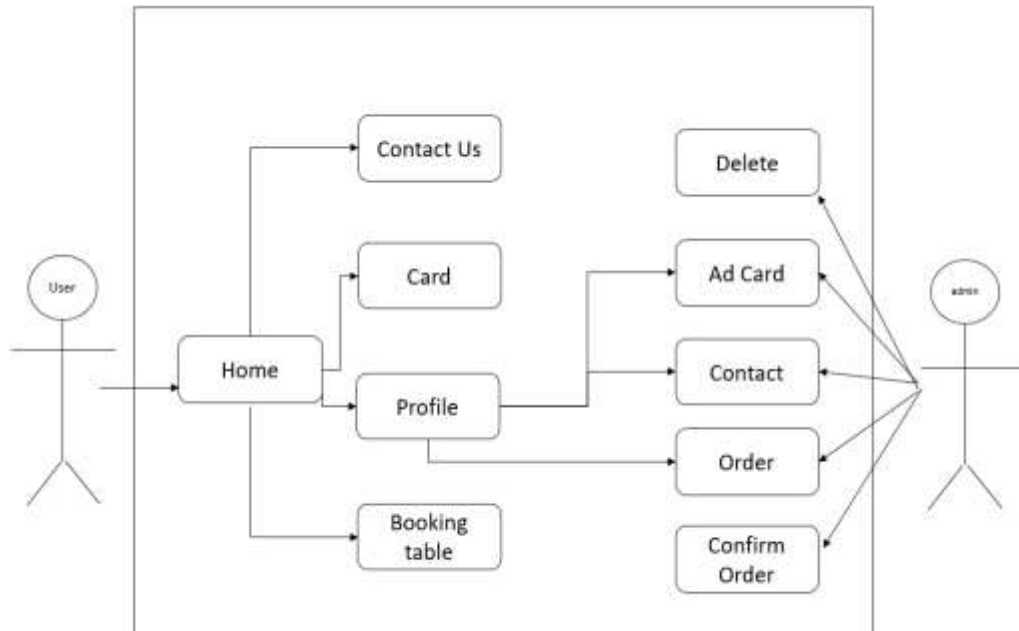 Contact Us
Delete
User
Card
Ad Card
admin
Home
Profile
Contact
Order
Booking
table
Confirm
Order